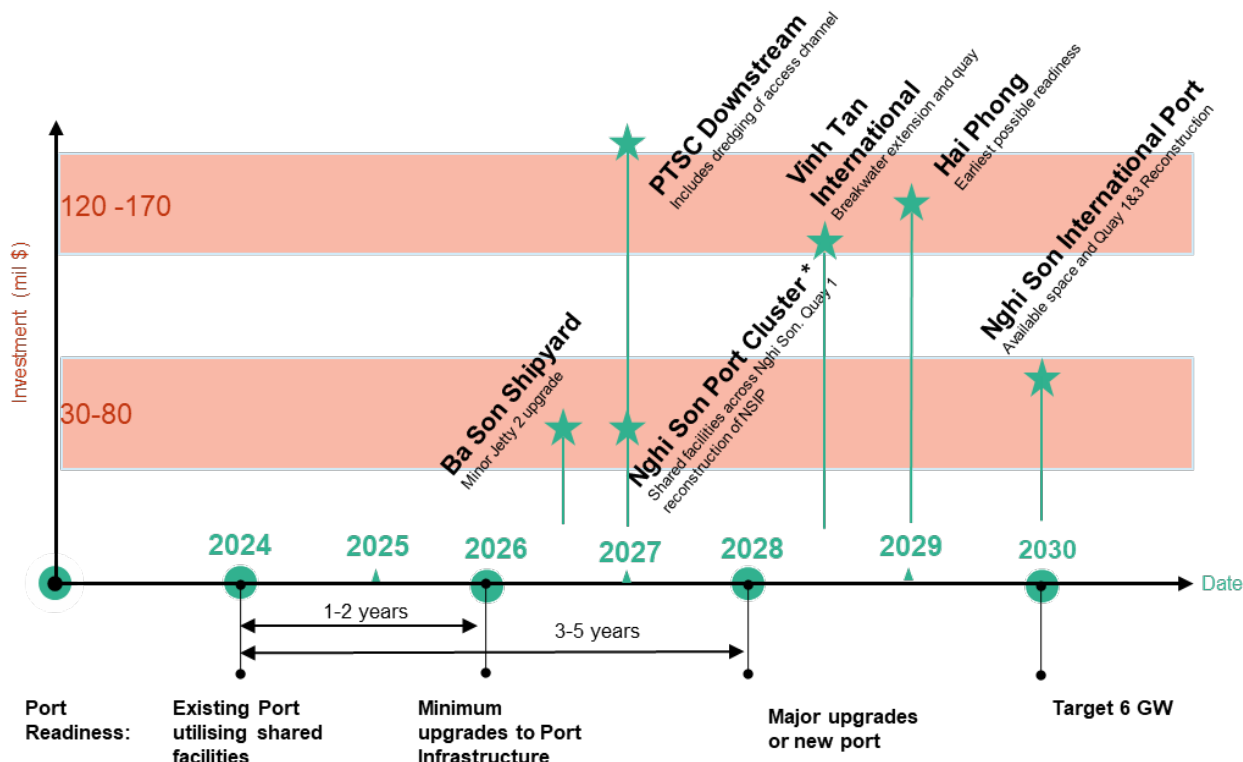 PTSC Downstream
Includes dredging of access channel
Vinh Tan
International
Breakwater extension and quay
Hai Phong
Earliest possible readiness
Nghi Son International Port
Available space and Quay 1&3 Reconstruction
120 -170
Investment (mil $)
Ba Son Shipyard
Minor Jetty 2 upgrade
Nghi Son Port Cluster *
Shared facilities across Nghi Son. Quay 1
reconstruction of NSIP
30-80
2024
2025
2026
2027
2028
2029
2030
Date
1-2 years
3-5 years
Port
Readiness:
Existing Port
utilising shared
facilities
Minimum
upgrades to Port
Infrastructure
Major upgrades
or new port
Target 6 GW